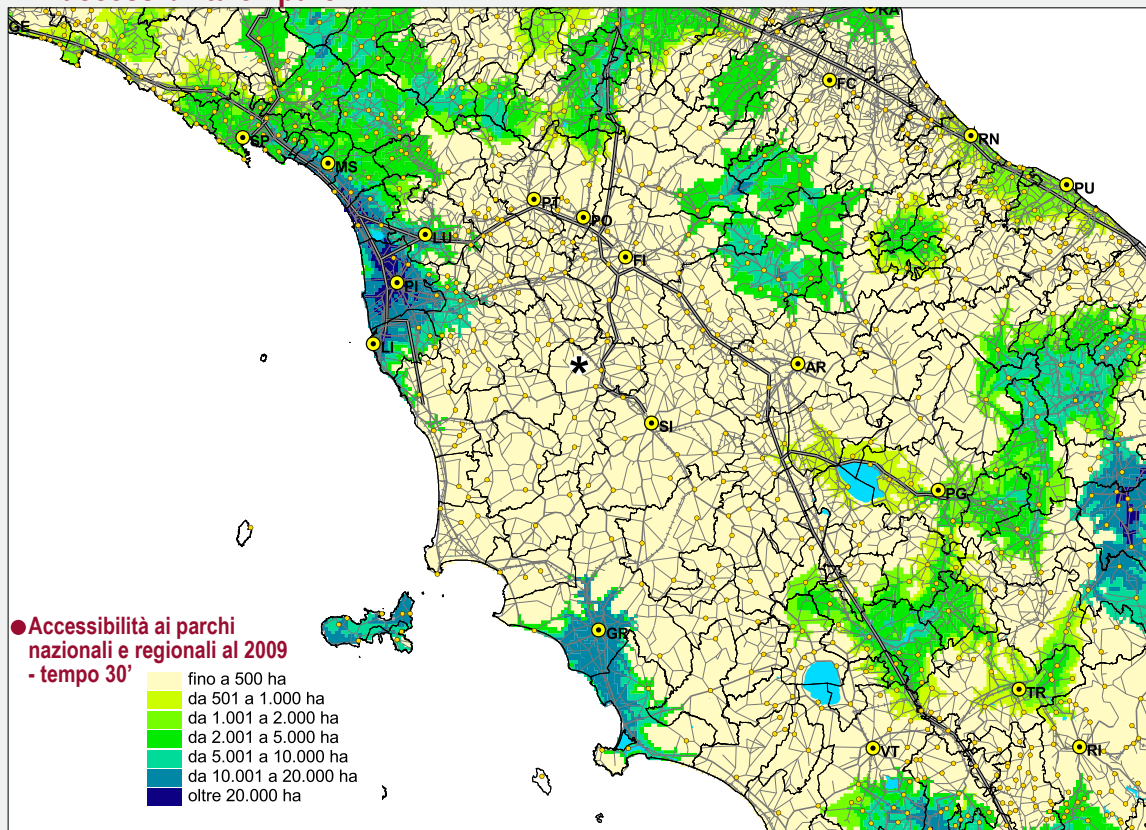 GE
RA
FC
SP
RN
MS
PU
PT
PO
LU
FI
PI
LI
AR
*
SI
PG
GR
TR
VT
RI
Accessibilità ai parchi
nazionali e regionali al 2009
- tempo 30’
fino a 500 ha
da 501 a 1.000 ha
da 1.001 a 2.000 ha
da 2.001 a 5.000 ha
da 5.001 a 10.000 ha
da 10.001 a 20.000 ha
oltre 20.000 ha